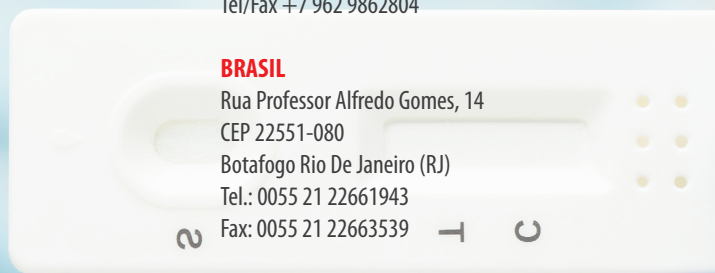 Tel/Fax +7 962 9862804
BRASIL
Rua Professor Alfredo Gomes, 14
CEP 22551-080
Botafogo Rio De Janeiro (RJ)
Tel.: 0055 21 22661943
Fax: 0055 21 22663539
S T C